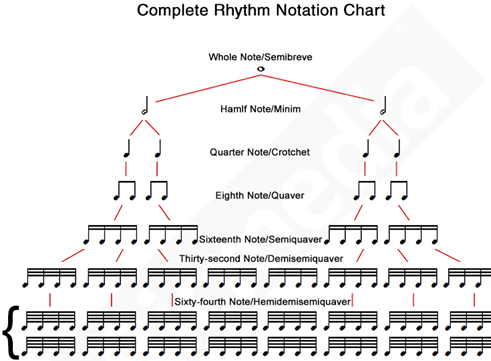 Complete Rhythm Notation Chart
Whole Note/Semibreve
Hamlf Note/Minim
Quarter Note/Crotchet
Eighth Note/Quaver
Sixteenth Note/Semiquaver
Thirty-second Note/Demisemiquaver
Sixty-fourth Note/Hemidemisemiquaver